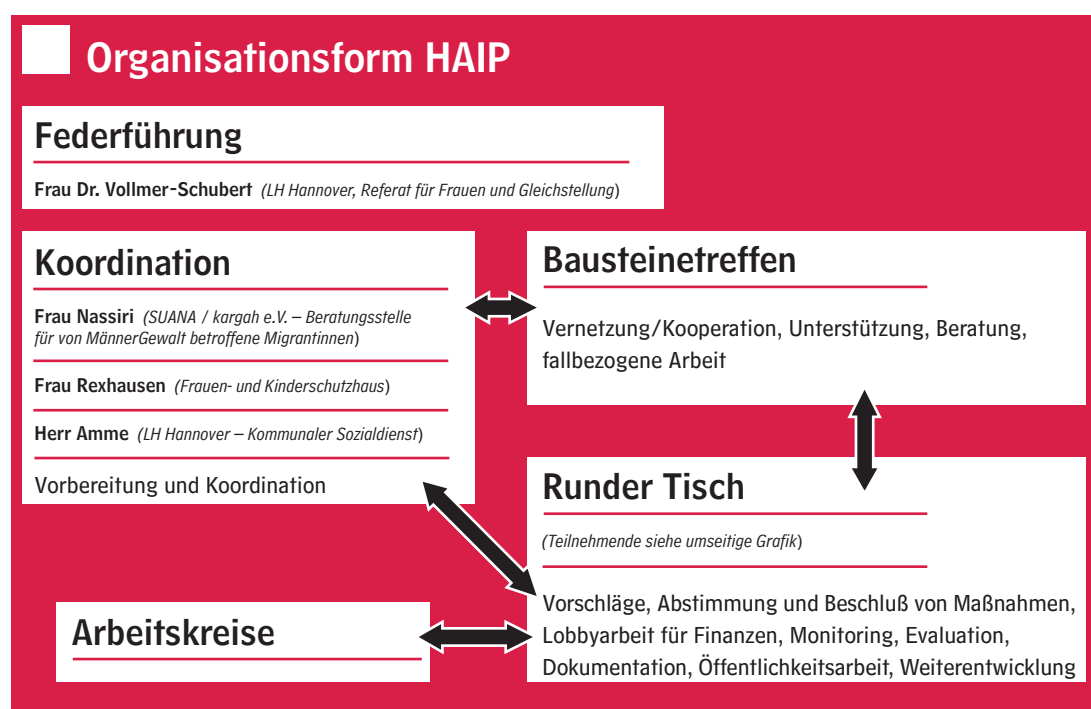 Organisationsform HAIP
Federführung
Frau Dr. Vollmer-Schubert (LH Hannover, Referat für Frauen und Gleichstellung)
Koordination
Frau Nassiri (SUANA / kargah e.V. – Beratungsstelle
für von MännerGewalt betroffene Migrantinnen)
Frau Rexhausen (Frauen- und Kinderschutzhaus)
Herr Amme (LH Hannover – Kommunaler Sozialdienst)
Vorbereitung und Koordination
Bausteinetreffen
Vernetzung/Kooperation, Unterstützung, Beratung,
fallbezogene Arbeit
Runder Tisch
(Teilnehmende siehe umseitige Grafik)
Vorschläge, Abstimmung und Beschluß von Maßnahmen,
Lobbyarbeit für Finanzen, Monitoring, Evaluation,
Dokumentation, Öffentlichkeitsarbeit, Weiterentwicklung
Arbeitskreise